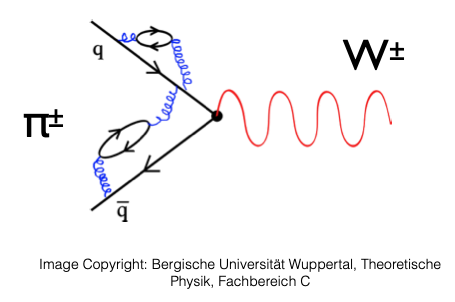 q
W±
π±
q̅
Image Copyright: Bergische Universität Wuppertal, Theoretische
Physik, Fachbereich C